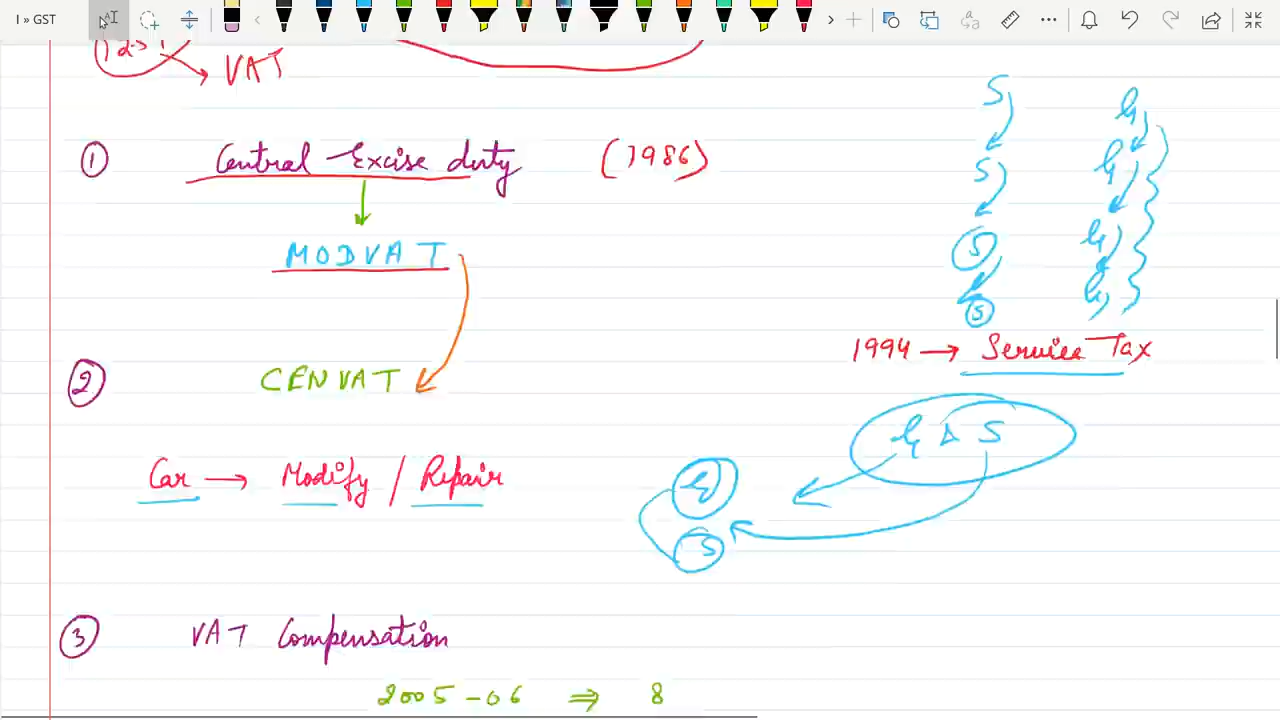 I » GST
VAT
① Central Excise duty (1986)
MODVAT
② CENVAT
Car → Modify / Repair
③ VAT Compensation
2005-06 ⇒ 8
S
S
S
S
G
G
G
G
1994 → Service Tax
G & S
G
S